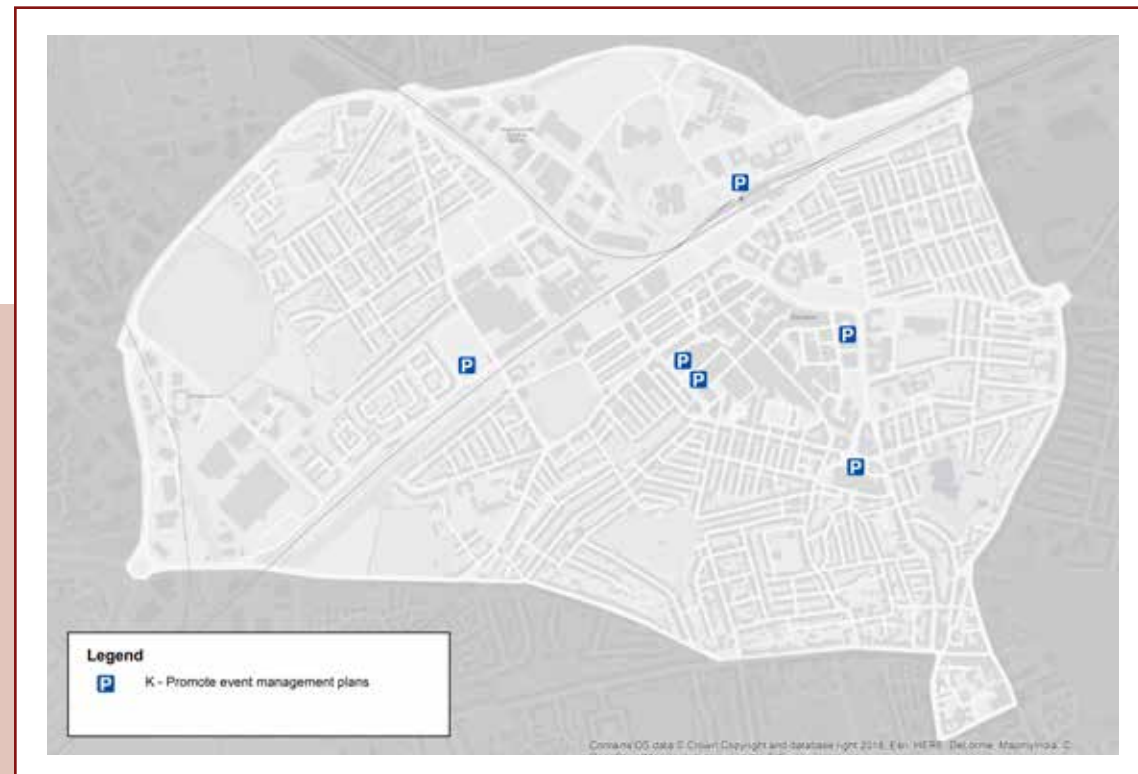 P
P
P
P
P
P
Legend
P K - Promote event management plans
Contains OS data © Crown Copyright and database right 2018, Esri, HERE, DeLorme, MapmyIndia, ©